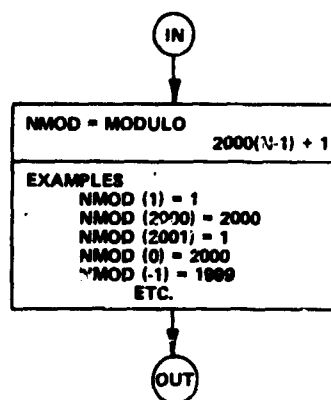 IN
NMOD = MODULO
2000(N-1) + 1
EXAMPLES
NMOD (1) = 1
NMOD (2000) = 2000
NMOD (2001) = 1
NMOD (0) = 2000
NMOD (-1) = 1999
ETC.
OUT